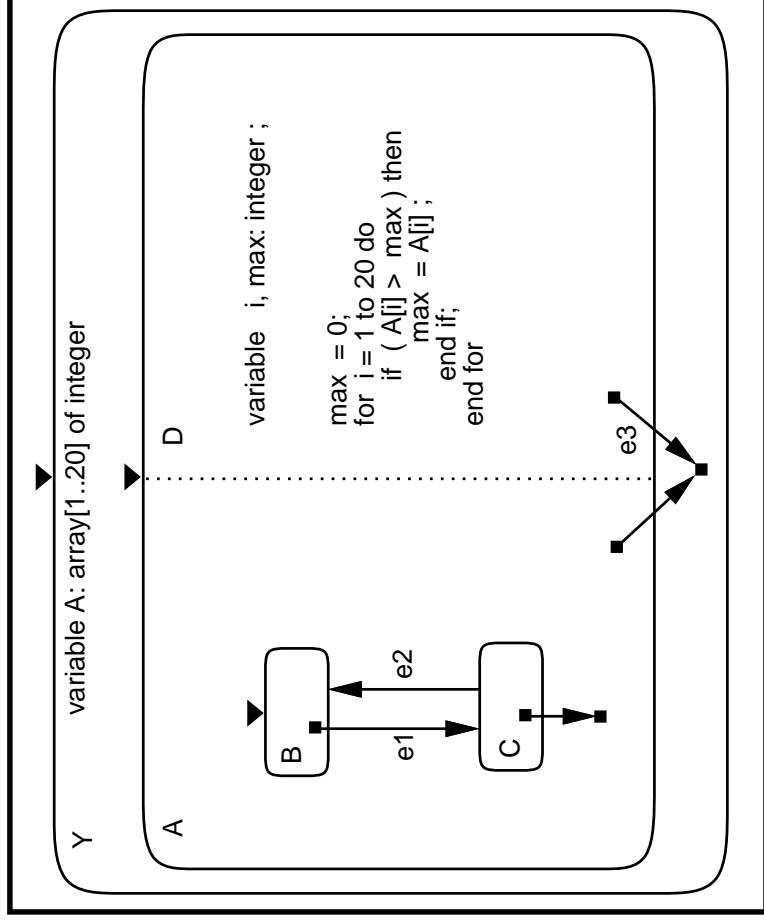 Y
variable A: array[1..20] of integer
A
D
variable i, max: integer ;
max = 0;
for i = 1 to 20 do
if ( A[i] > max ) then
max = A[i] ;
end if;
end for
B
e1
e2
C
e3